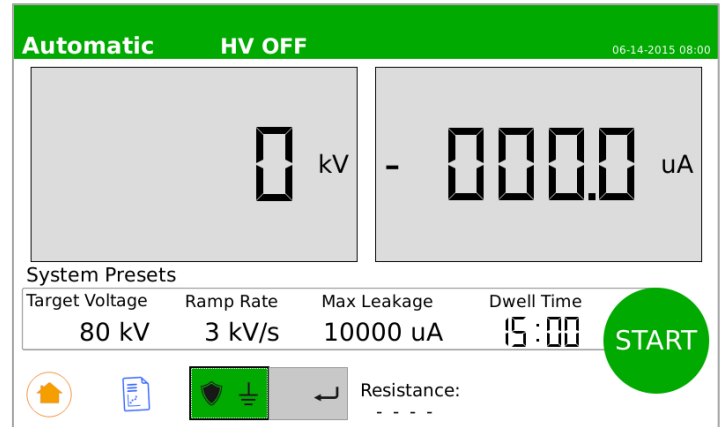 Automatic HV OFF 06-14-2015 08:00
0 kV - 000.0 uA
System Presets
Target Voltage Ramp Rate Max Leakage Dwell Time
80 kV 3 kV/s 10000 uA 15:00
START
Resistance:
- - - -